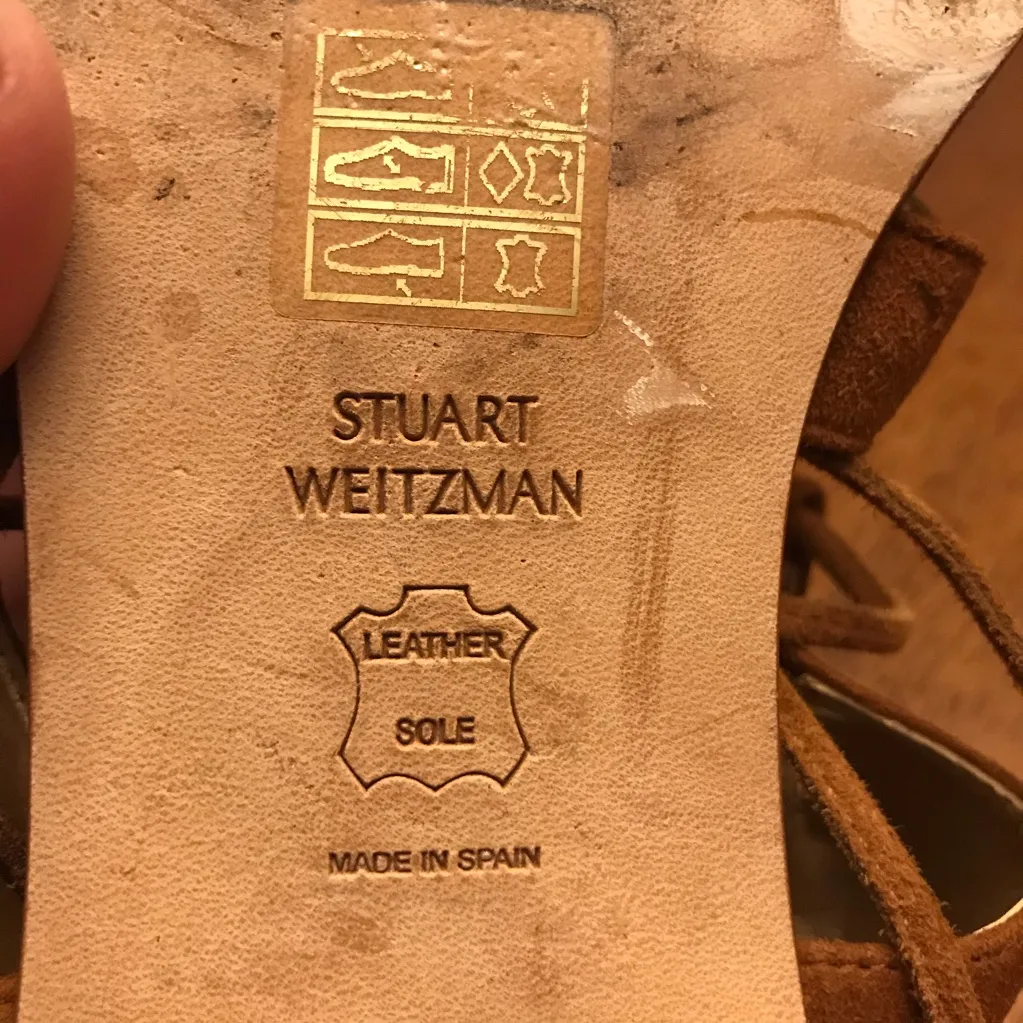 STUART
WEITZMAN
LEATHER
SOLE
MADE IN SPAIN